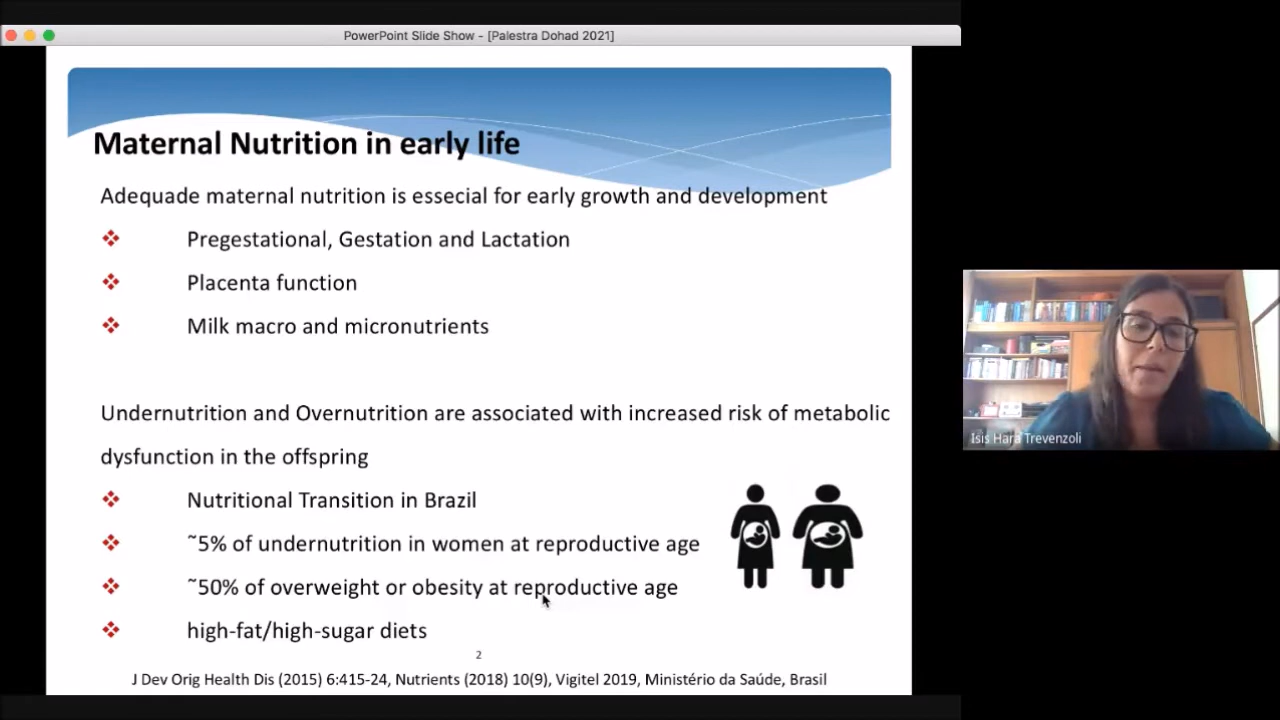 PowerPoint Slide Show - [Palestra Dohad 2021]
Maternal Nutrition in early life
Adequade maternal nutrition is essecial for early growth and development
Pregestational, Gestation and Lactation
Placenta function
Milk macro and micronutrients
Undernutrition and Overnutrition are associated with increased risk of metabolic
dysfunction in the offspring
Nutritional Transition in Brazil
~5% of undernutrition in women at reproductive age
~50% of overweight or obesity at reproductive age
high-fat/high-sugar diets
2
J Dev Orig Health Dis (2015) 6:415-24, Nutrients (2018) 10(9), Vigitel 2019, Ministério da Saúde, Brasil
Isis Hara Trevenzoli